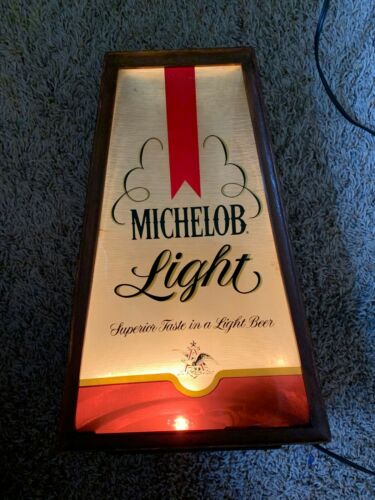 MICHELOB®
Light
Superior Taste in a Light Beer